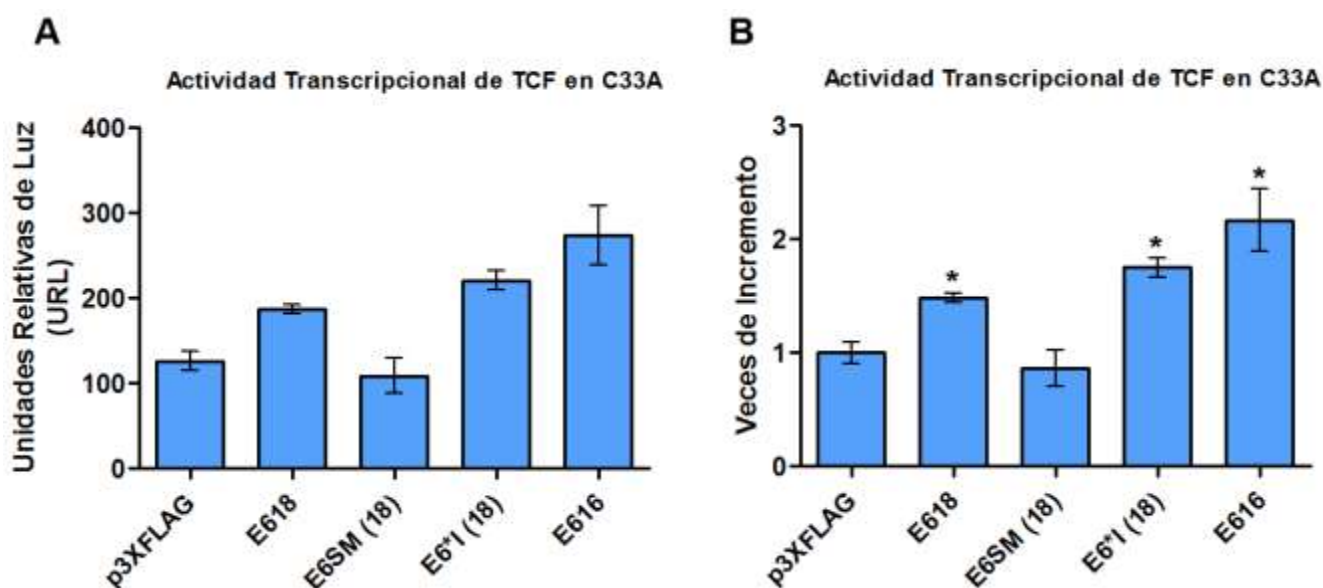 A
Actividad Transcripcional de TCF en C33A
Unidades Relativas de Luz
(URL)
400
300
200
100
0
p3XFLAG
E618
E6SM (18)
E6*I (18)
E616
B
Actividad Transcripcional de TCF en C33A
Veces de Incremento
3
2
1
0
*
*
*
p3XFLAG
E618
E6SM (18)
E6*I (18)
E616